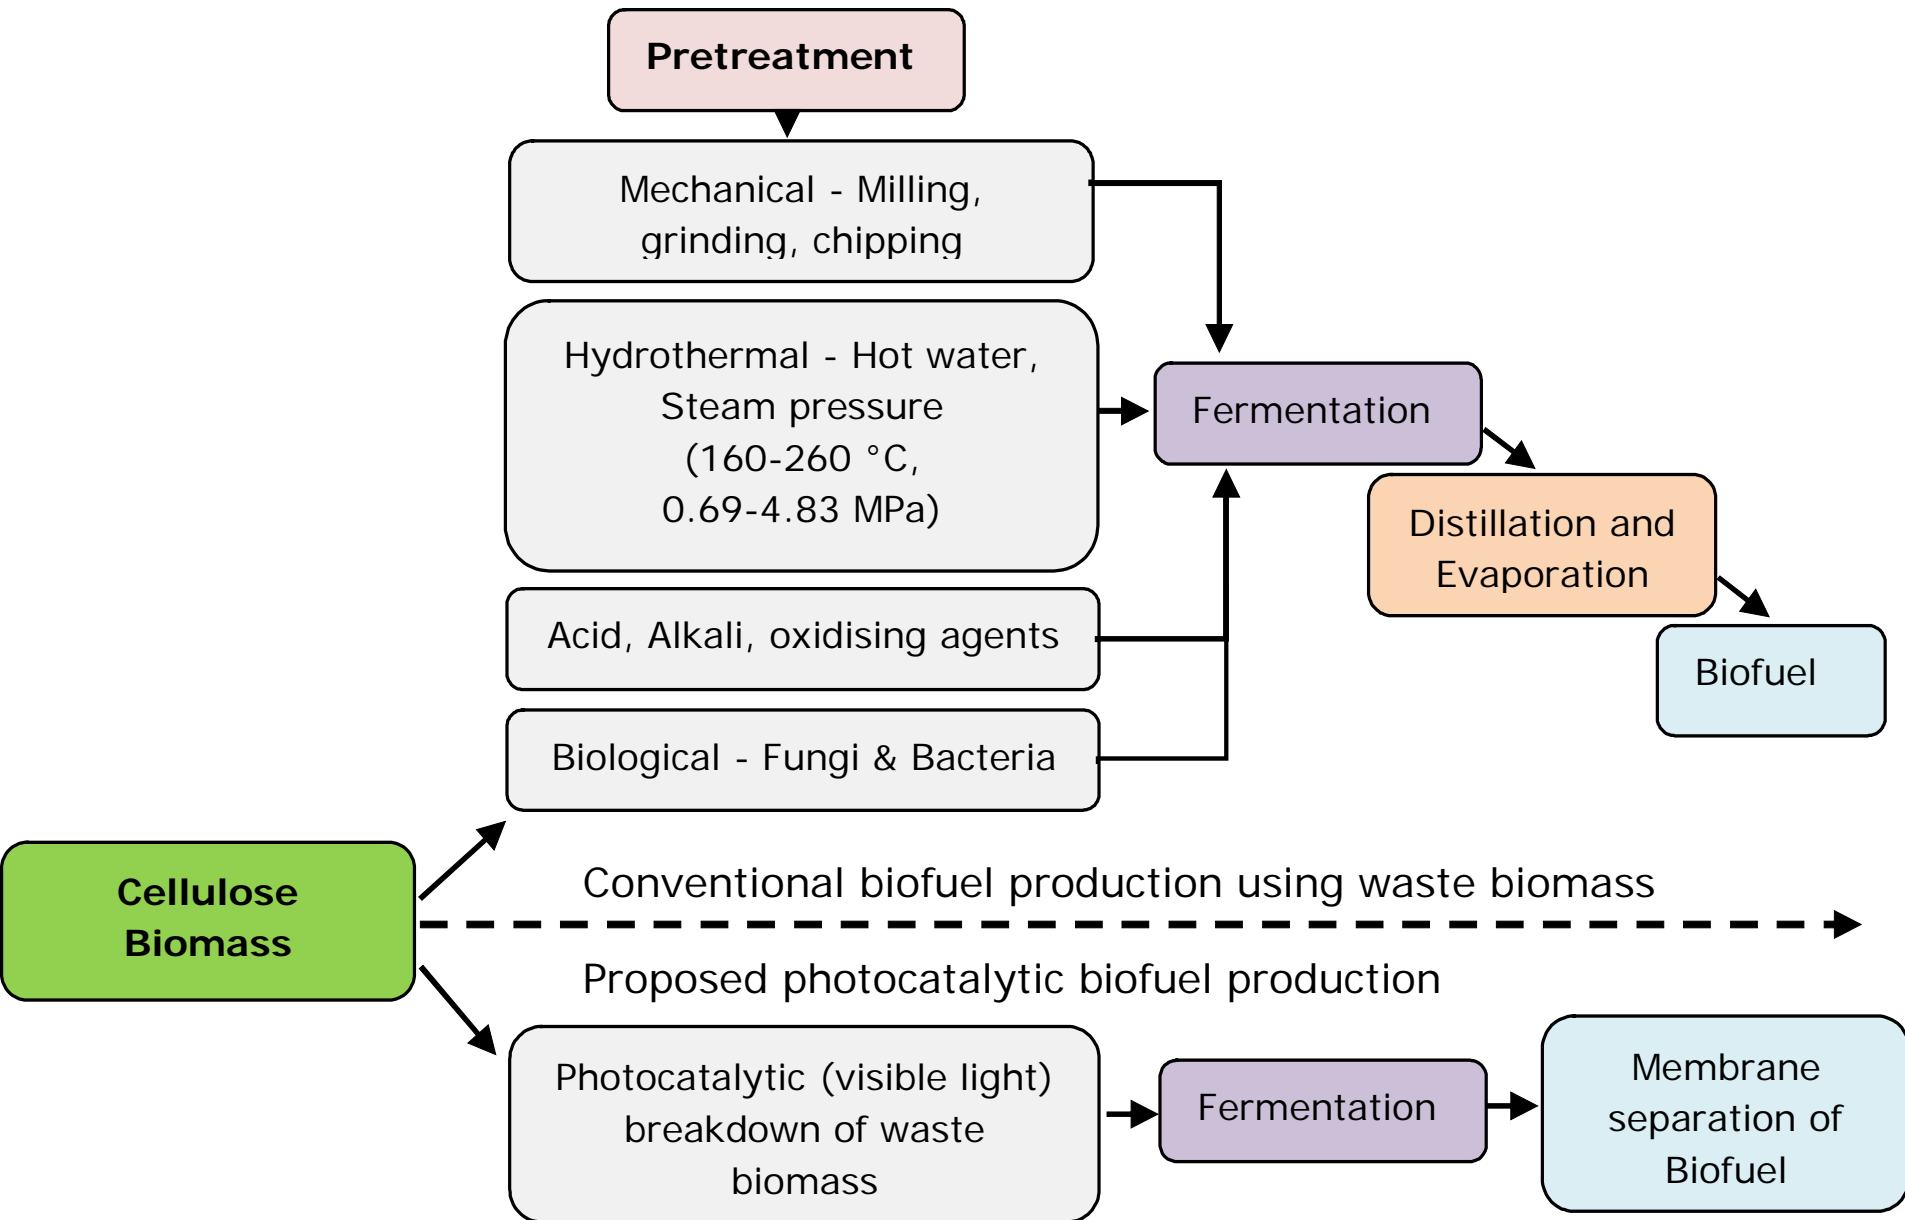 Pretreatment
Mechanical - Milling,
grinding, chipping
Hydrothermal - Hot water,
Steam pressure
(160-260 °C,
0.69-4.83 MPa)
Fermentation
Distillation and
Evaporation
Acid, Alkali, oxidising agents
Biofuel
Biological - Fungi & Bacteria
Cellulose
Biomass
Conventional biofuel production using waste biomass
Proposed photocatalytic biofuel production
Photocatalytic (visible light)
breakdown of waste
biomass
Fermentation
Membrane
separation of
Biofuel